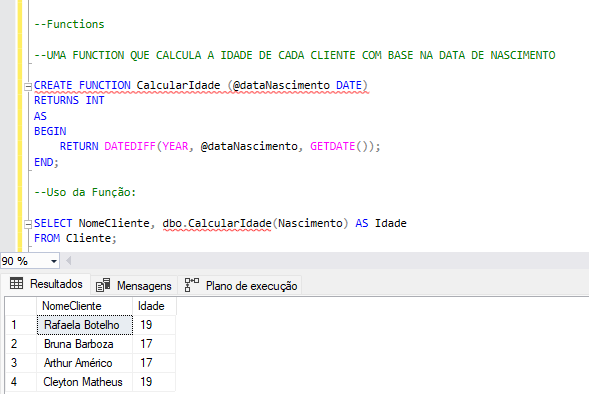 --Functions
--UMA FUNCTION QUE CALCULA A IDADE DE CADA CLIENTE COM BASE NA DATA DE NASCIMENTO
CREATE FUNCTION CalcularIdade (@dataNascimento DATE)
RETURNS INT
AS
BEGIN
    RETURN DATEDIFF(YEAR, @dataNascimento, GETDATE());
END;
--Uso da Função:
SELECT NomeCliente, dbo.CalcularIdade(Nascimento) AS Idade
FROM Cliente;
90 %
Resultados Mensagens Plano de execução
NomeCliente Idade
1 Rafaela Botelho 19
2 Bruna Barboza 17
3 Arthur Américo 17
4 Cleyton Matheus 19